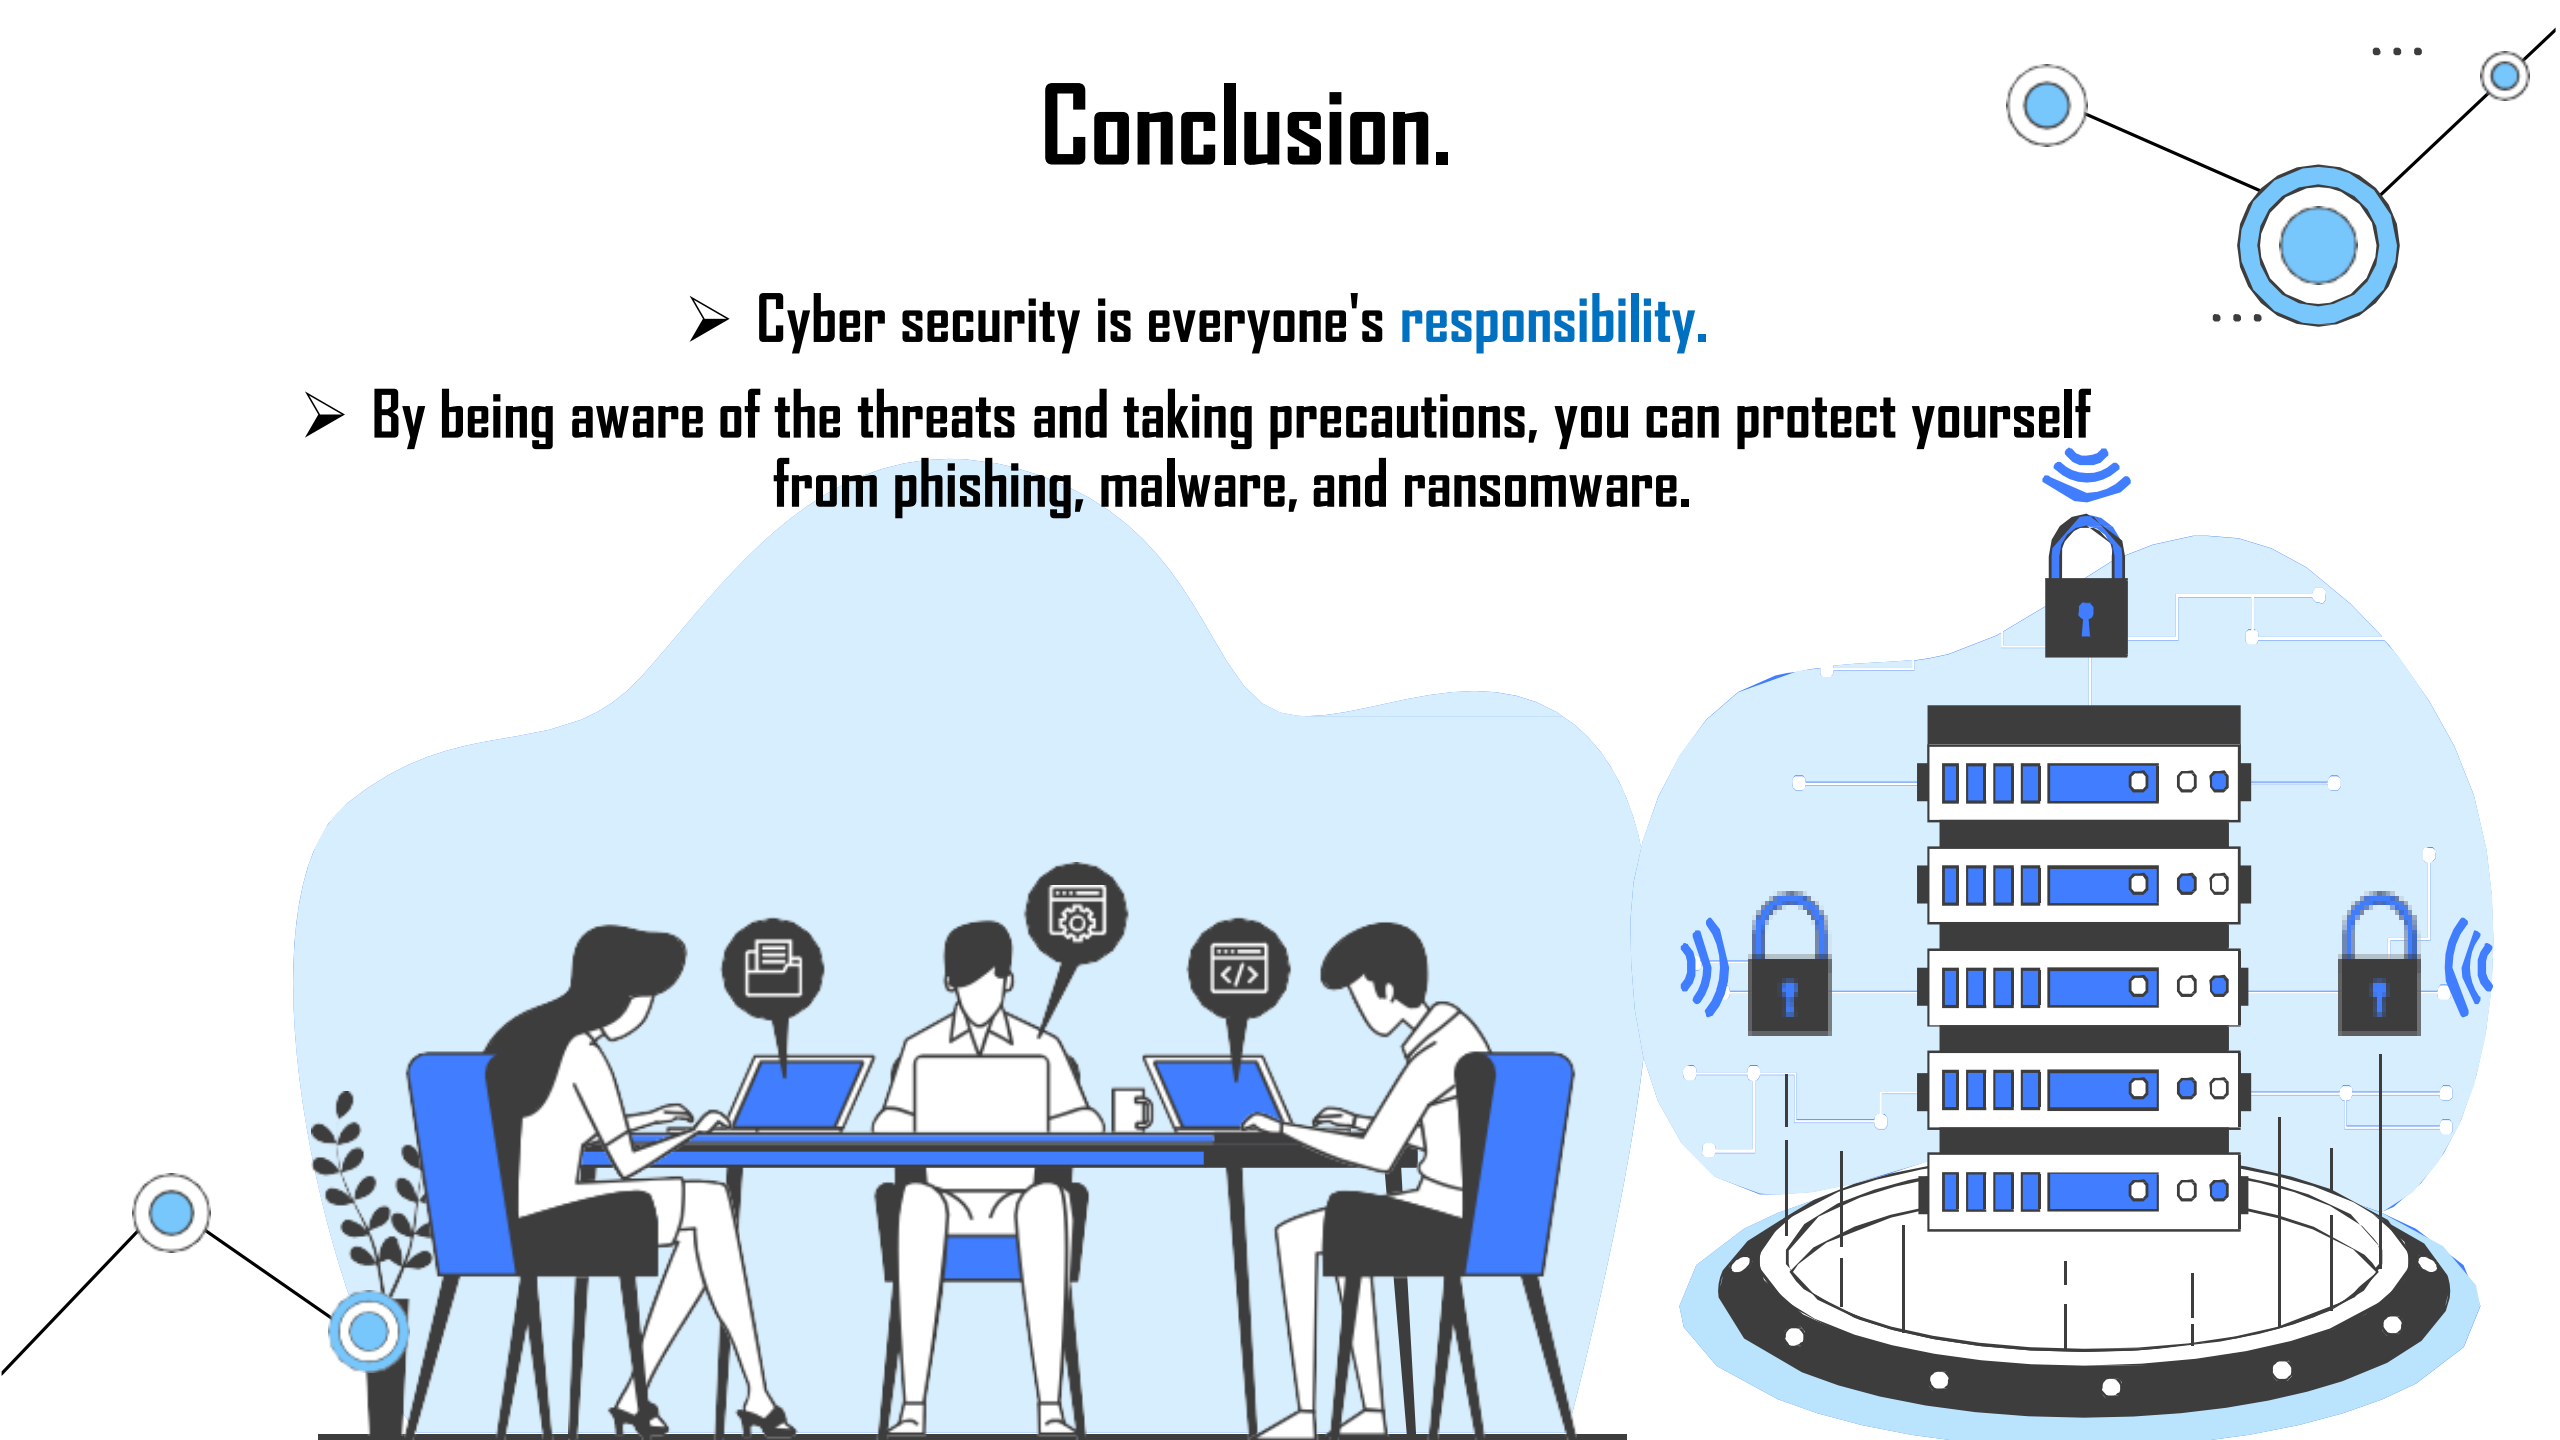 Conclusion.
➢ Cyber security is everyone's responsibility.
➢ By being aware of the threats and taking precautions, you can protect yourself
from phishing, malware, and ransomware.